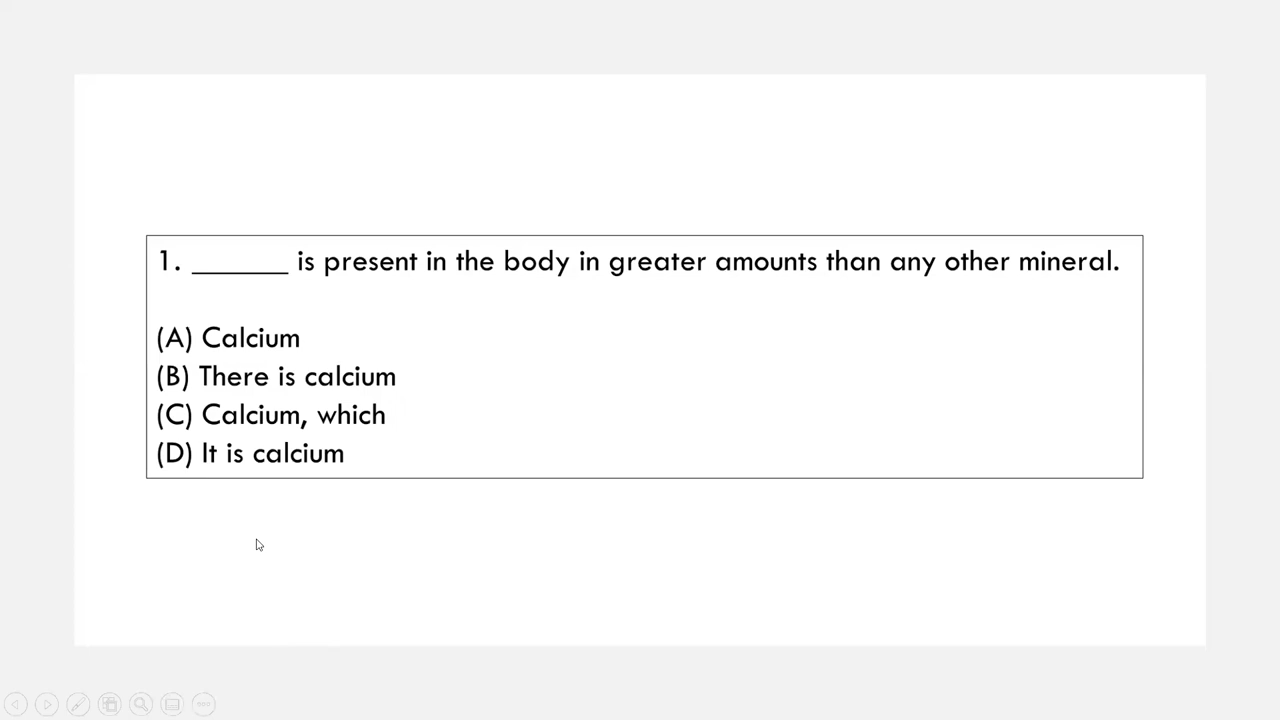 1. ______ is present in the body in greater amounts than any other mineral.
(A) Calcium
(B) There is calcium
(C) Calcium, which
(D) It is calcium